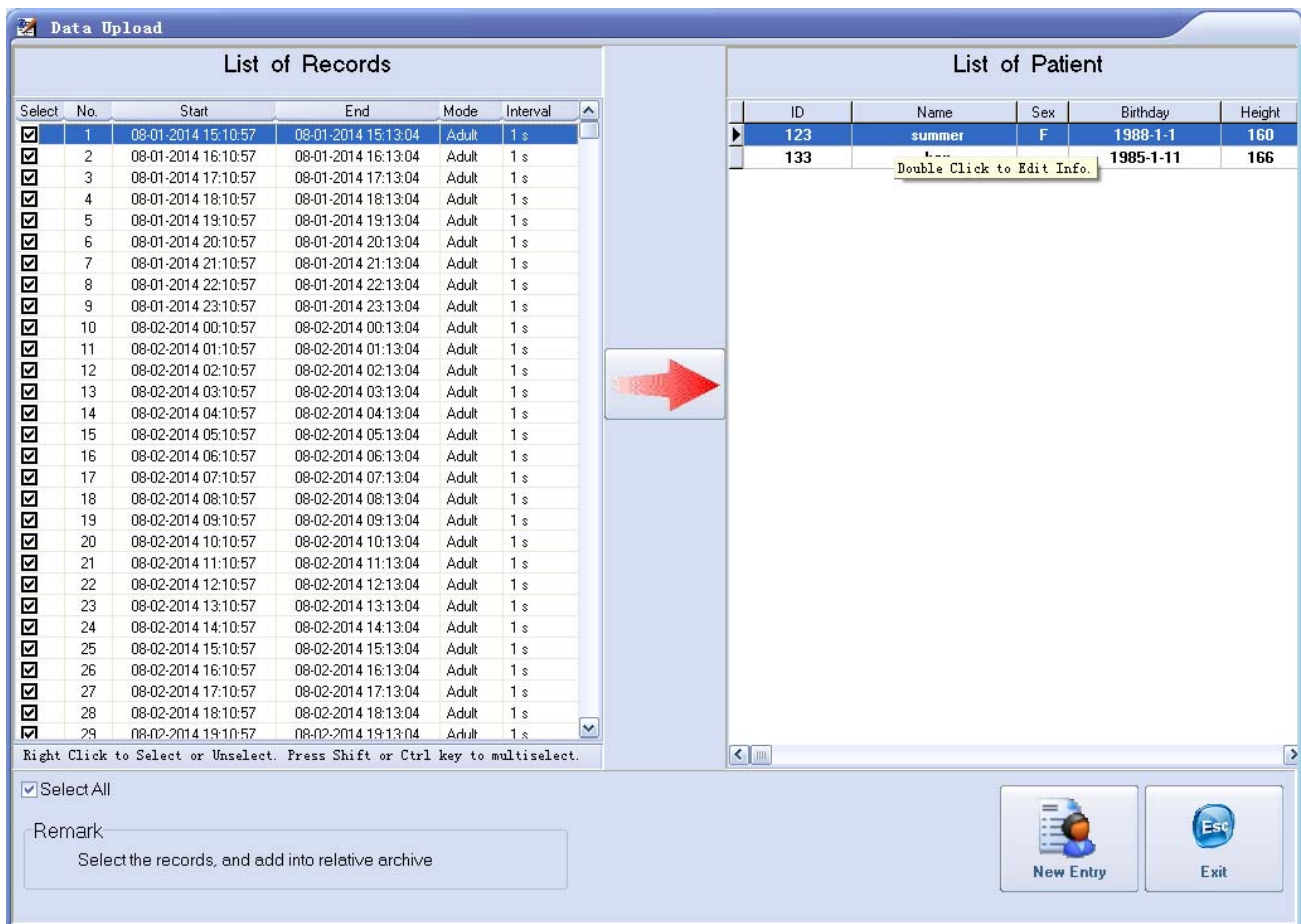 Data Upload
List of Records
List of Patient
Select No. Start End Mode Interval
ID Name Sex Birthday Height
1 08-01-2014 15:10:57 08-01-2014 15:13:04 Adult 1 s
2 08-01-2014 16:10:57 08-01-2014 16:13:04 Adult 1 s
3 08-01-2014 17:10:57 08-01-2014 17:13:04 Adult 1 s
4 08-01-2014 18:10:57 08-01-2014 18:13:04 Adult 1 s
5 08-01-2014 19:10:57 08-01-2014 19:13:04 Adult 1 s
6 08-01-2014 20:10:57 08-01-2014 20:13:04 Adult 1 s
7 08-01-2014 21:10:57 08-01-2014 21:13:04 Adult 1 s
8 08-01-2014 22:10:57 08-01-2014 22:13:04 Adult 1 s
9 08-01-2014 23:10:57 08-01-2014 23:13:04 Adult 1 s
10 08-02-2014 00:10:57 08-02-2014 00:13:04 Adult 1 s
11 08-02-2014 01:10:57 08-02-2014 01:13:04 Adult 1 s
12 08-02-2014 02:10:57 08-02-2014 02:13:04 Adult 1 s
13 08-02-2014 03:10:57 08-02-2014 03:13:04 Adult 1 s
14 08-02-2014 04:10:57 08-02-2014 04:13:04 Adult 1 s
15 08-02-2014 05:10:57 08-02-2014 05:13:04 Adult 1 s
16 08-02-2014 06:10:57 08-02-2014 06:13:04 Adult 1 s
17 08-02-2014 07:10:57 08-02-2014 07:13:04 Adult 1 s
18 08-02-2014 08:10:57 08-02-2014 08:13:04 Adult 1 s
19 08-02-2014 09:10:57 08-02-2014 09:13:04 Adult 1 s
20 08-02-2014 10:10:57 08-02-2014 10:13:04 Adult 1 s
21 08-02-2014 11:10:57 08-02-2014 11:13:04 Adult 1 s
22 08-02-2014 12:10:57 08-02-2014 12:13:04 Adult 1 s
23 08-02-2014 13:10:57 08-02-2014 13:13:04 Adult 1 s
24 08-02-2014 14:10:57 08-02-2014 14:13:04 Adult 1 s
25 08-02-2014 15:10:57 08-02-2014 15:13:04 Adult 1 s
26 08-02-2014 16:10:57 08-02-2014 16:13:04 Adult 1 s
27 08-02-2014 17:10:57 08-02-2014 17:13:04 Adult 1 s
28 08-02-2014 18:10:57 08-02-2014 18:13:04 Adult 1 s
29 08-02-2014 19:10:57 08-02-2014 19:13:04 Adult 1 s
123 summer F 1988-1-1 160
133 1985-1-11 166
Double Click to Edit Info.
Right Click to Select or Unselect. Press Shift or Ctrl key to multiselect.
Select All
Remark
Select the records, and add into relative archive
New Entry
Esc
Exit